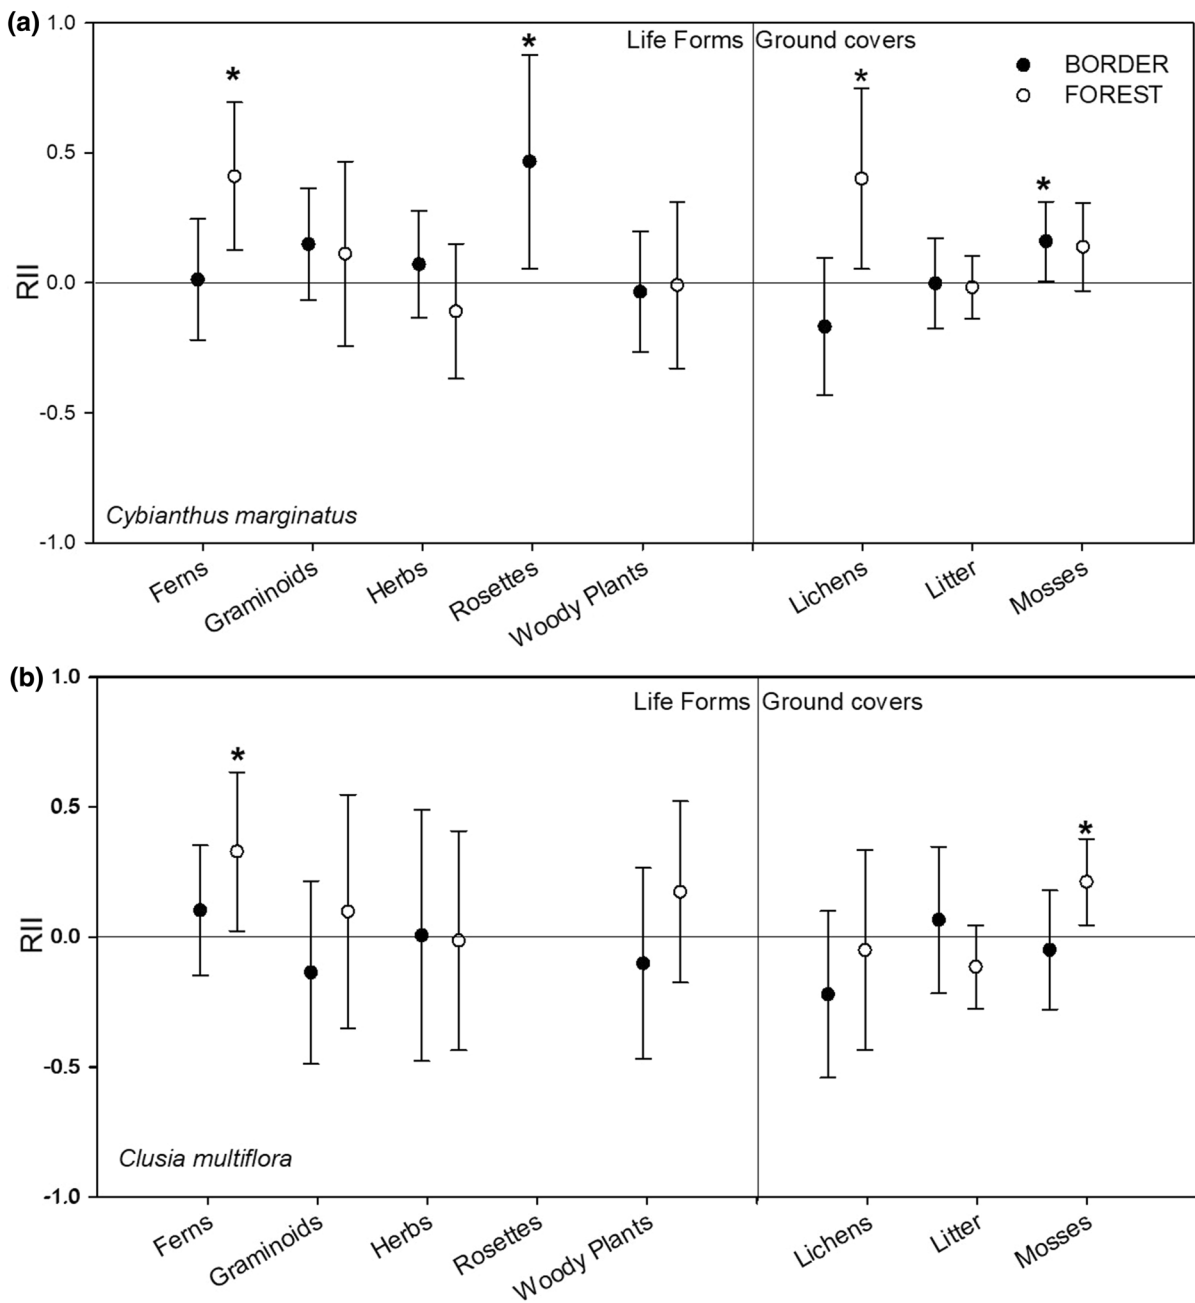 (a)
1.0
0.5
0.0
-0.5
-1.0
RII
Life Forms
Ground covers
BORDER
FOREST
*
*
*
*
Cybianthus marginatus
Ferns
Graminoids
Herbs
Rosettes
Woody Plants
Lichens
Litter
Mosses
(b)
1.0
0.5
0.0
-0.5
-1.0
RII
Life Forms
Ground covers
*
*
Clusia multiflora
Ferns
Graminoids
Herbs
Rosettes
Woody Plants
Lichens
Litter
Mosses